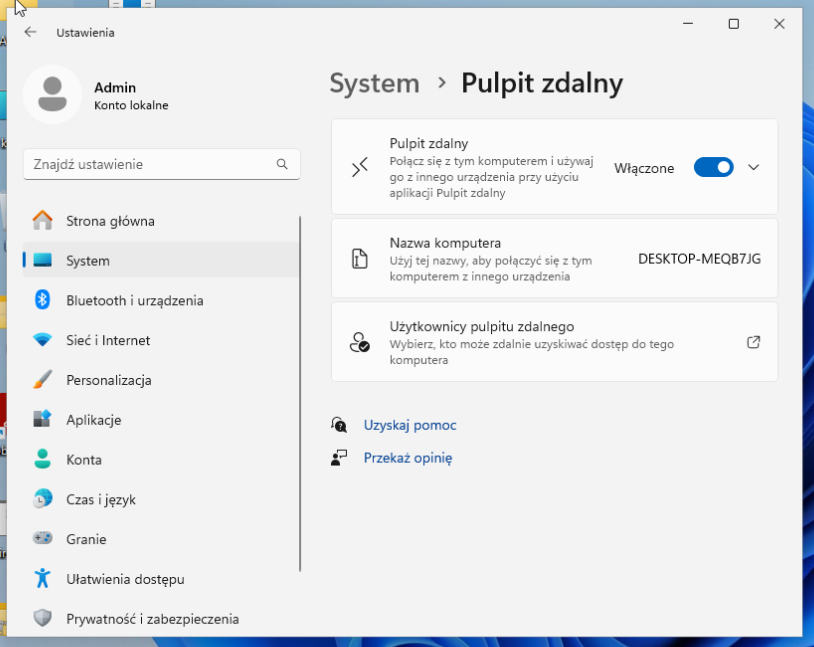 Ustawienia
Admin
Konto lokalne
Znajdź ustawienie
Strona główna
System
Bluetooth i urządzenia
Sieć i Internet
Personalizacja
Aplikacje
Konta
Czas i język
Granie
Ułatwienia dostępu
Prywatność i zabezpieczenia
System > Pulpit zdalny
Pulpit zdalny
Połącz się z tym komputerem i używaj
go z innego urządzenia przy użyciu
aplikacji Pulpit zdalny
Włączone
Nazwa komputera
Użyj tej nazwy, aby połączyć się z tym
komputerem z innego urządzenia
DESKTOP-MEQB7JG
Użytkownicy pulpitu zdalnego
Wybierz, kto może zdalnie uzyskiwać dostęp do tego
komputera
Uzyskaj pomoc
Przekaż opinię